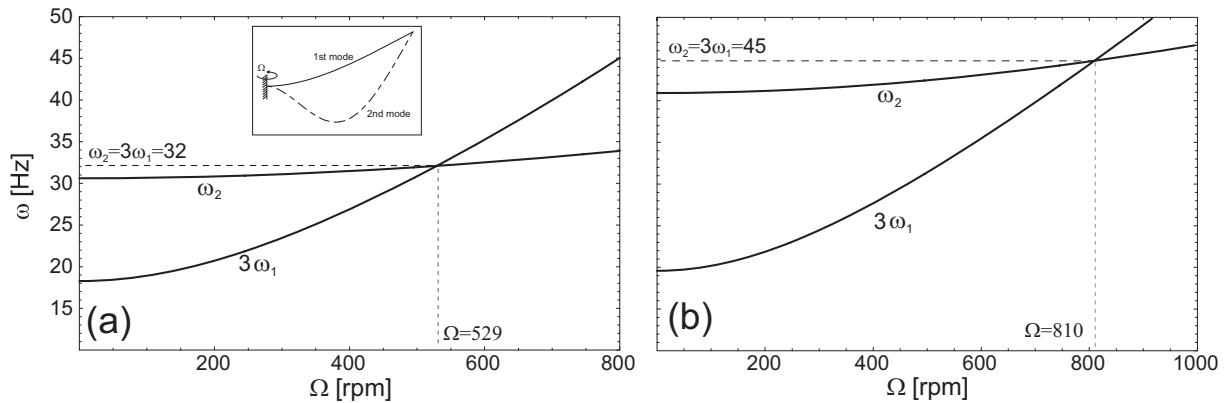 50
45
40
35
30
25
20
15
ω [Hz]
1st mode
Ω
2nd mode
ω₂=3ω₁=32
ω₂
3ω₁
(a)
Ω=529
200
400
600
800
Ω [rpm]
ω₂=3ω₁=45
ω₂
3ω₁
(b)
Ω=810
200
400
600
800
1000
Ω [rpm]